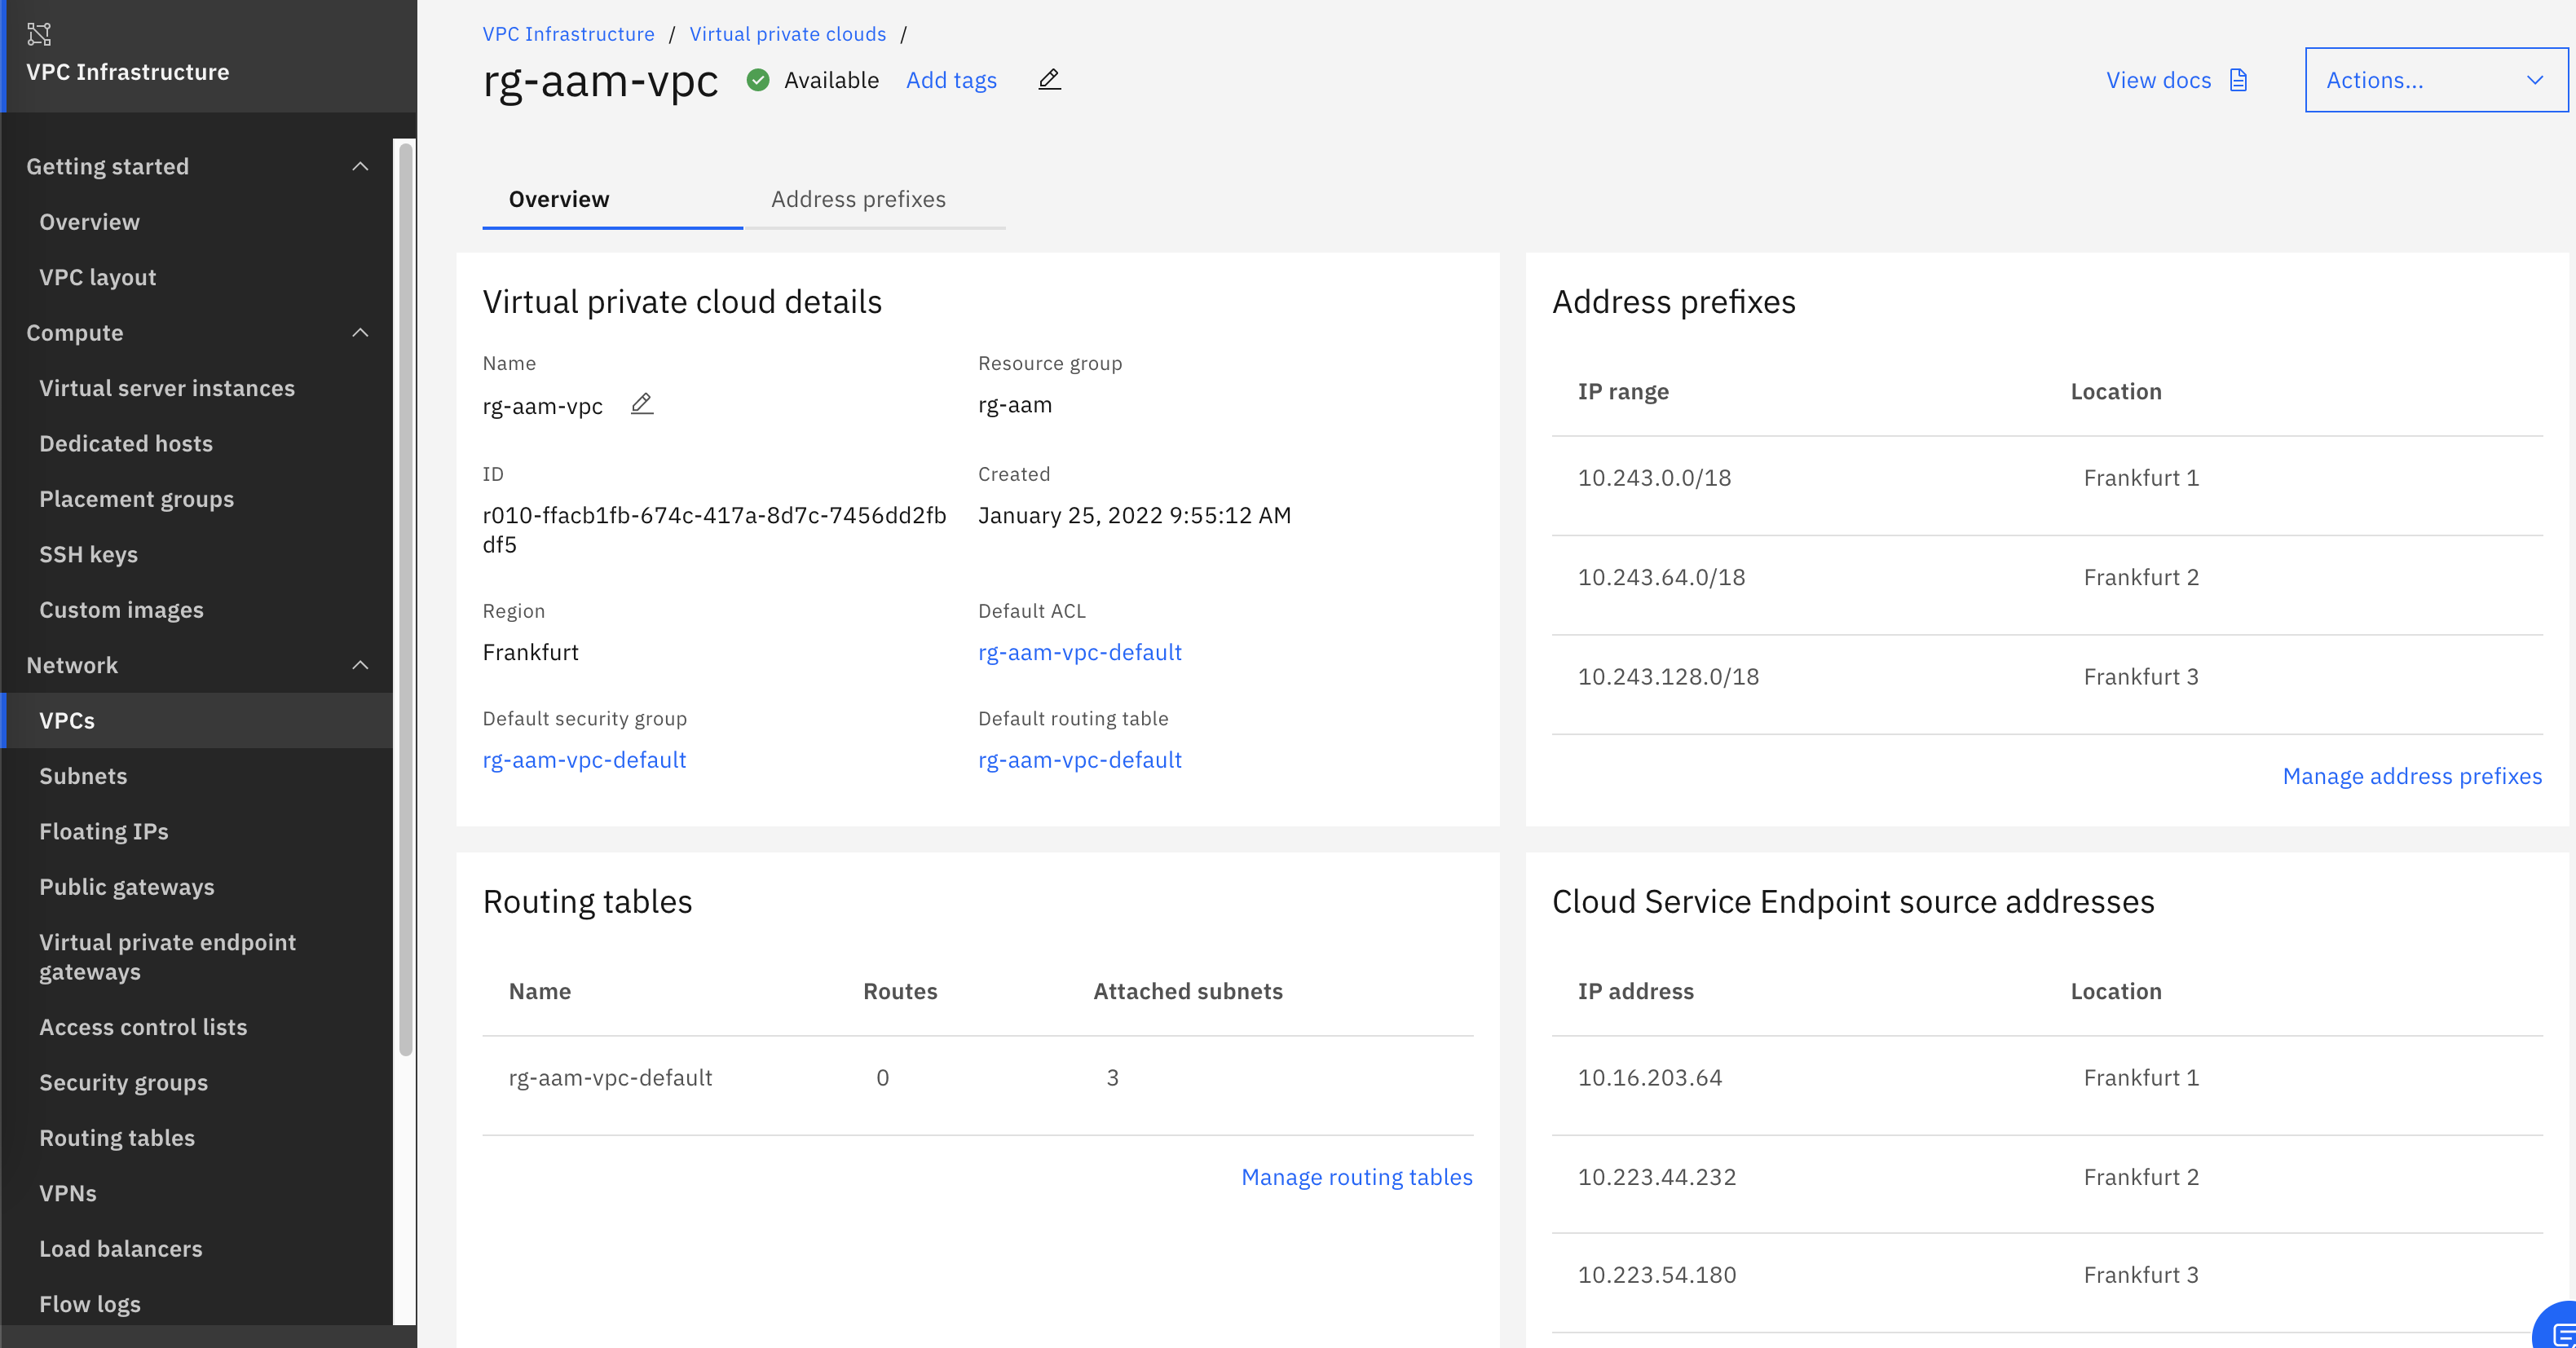 VPC Infrastructure
Getting started
Overview
VPC layout
Compute
Virtual server instances
Dedicated hosts
Placement groups
SSH keys
Custom images
Network
VPCs
Subnets
Floating IPs
Public gateways
Virtual private endpoint
gateways
Access control lists
Security groups
Routing tables
VPNs
Load balancers
Flow logs
VPC Infrastructure / Virtual private clouds /
rg-aam-vpc Available Add tags
View docs Actions...
Overview Address prefixes
Virtual private cloud details
Name Resource group
rg-aam-vpc rg-aam
ID Created
r010-ffacb1fb-674c-417a-8d7c-7456dd2fb January 25, 2022 9:55:12 AM
df5
Region Default ACL
Frankfurt rg-aam-vpc-default
Default security group Default routing table
rg-aam-vpc-default rg-aam-vpc-default
Address prefixes
IP range Location
10.243.0.0/18 Frankfurt 1
10.243.64.0/18 Frankfurt 2
10.243.128.0/18 Frankfurt 3
Manage address prefixes
Routing tables
Name Routes Attached subnets
rg-aam-vpc-default 0 3
Manage routing tables
Cloud Service Endpoint source addresses
IP address Location
10.16.203.64 Frankfurt 1
10.223.44.232 Frankfurt 2
10.223.54.180 Frankfurt 3